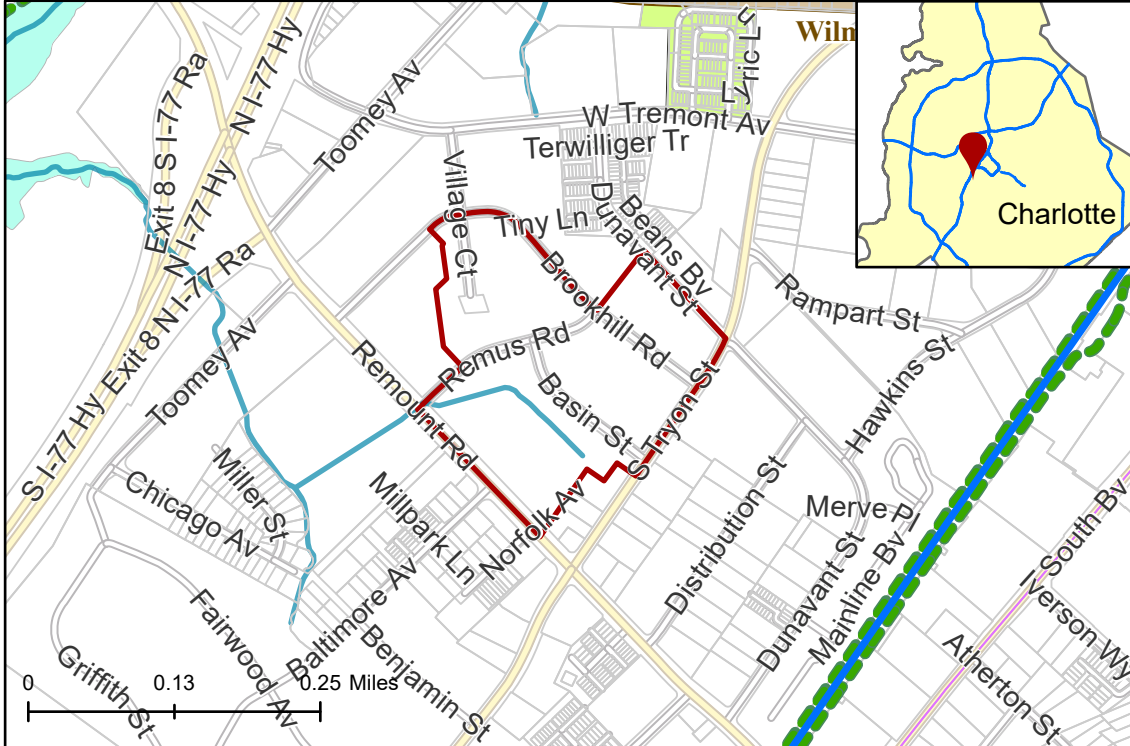 Wilm
Charlotte
Exit 8 S I-77 Ra
N I-77 Hy
Toomey Av
Lyric L
W Tremont Av
Terwilliger Tr
Village Ct
Tiny Ln
Dunavant St
Beans Bv
N I-77 Hy
Exit 8 N I-77 Ra
Brookhill Rd
Rampart St
Remus Rd
Toomey Av
Remount Rd
Basin St
S Tryon St
Hawkins St
S I-77 Hy
Miller St
Chicago Av
Millpark Ln
Norfolk Av
Distribution St
Merve Pl
South Bv
Dunavant St
Mainline Bv
Iverson Wy
Fairwood Av
Baltimore Av
Benjamin St
Griffith St
Atherton St
0 0.13 0.25 Miles